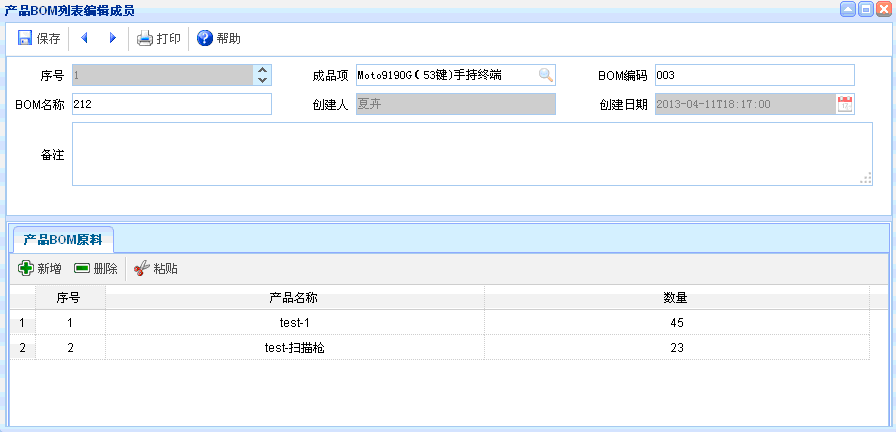 产品BOM列表编辑成员
保存 打印 帮助
序号 1 成品项 Moto9190G(53键)手持终端 BOM编码 003
BOM名称 212 创建人 夏卉 创建日期 2013-04-11T18:17:00
备注
产品BOM原料
新增 删除 粘贴
序号 产品名称 数量
1 1 test-1 45
2 2 test-扫描枪 23